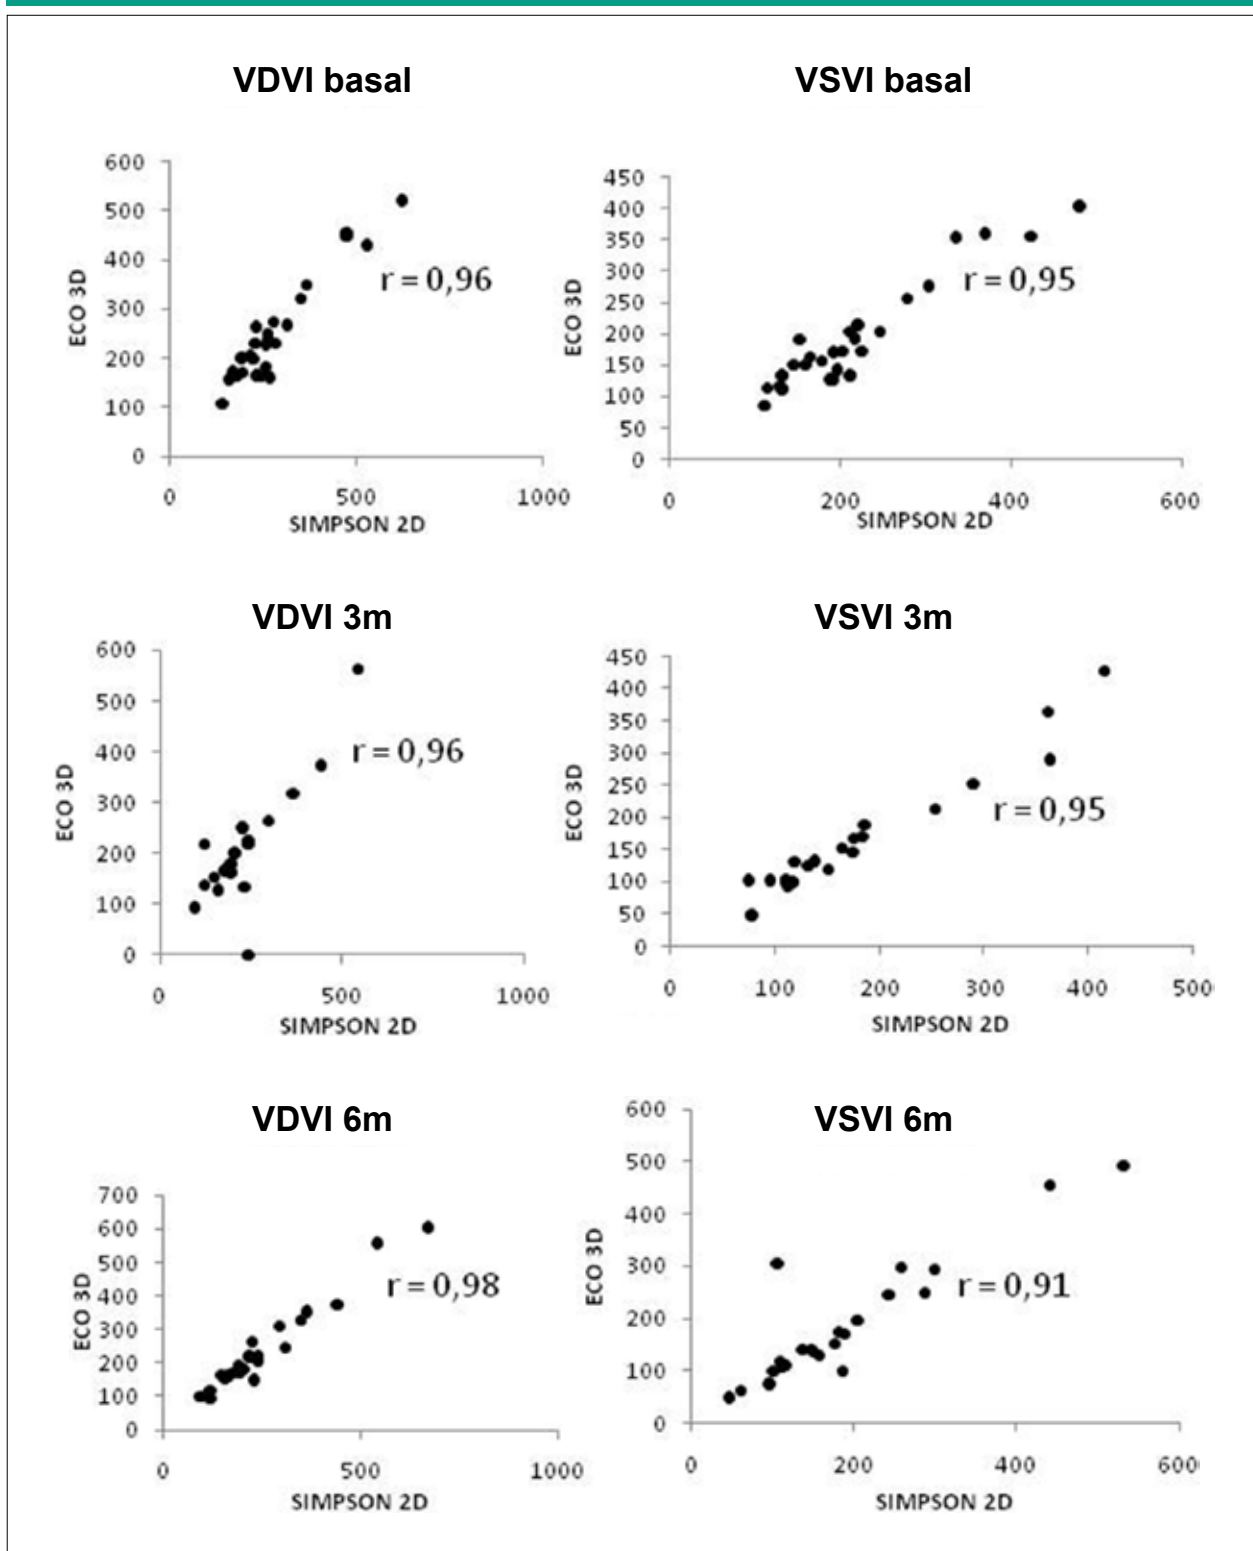 VDVI basal
VSVI basal
600
500
400
300
200
100
0
ECO 3D
r = 0,96
0 500 1000
SIMPSON 2D
450
400
350
300
250
200
150
100
50
0
ECO 3D
r = 0,95
0 200 400 600
SIMPSON 2D
VDVI 3m
VSVI 3m
600
500
400
300
200
100
0
ECO 3D
r = 0,96
0 500 1000
SIMPSON 2D
450
400
350
300
250
200
150
100
50
0
ECO 3D
r = 0,95
0 100 200 300 400 500
SIMPSON 2D
VDVI 6m
VSVI 6m
700
600
500
400
300
200
100
0
ECO 3D
r = 0,98
0 500 1000
SIMPSON 2D
600
500
400
300
200
100
0
ECO 3D
r = 0,91
0 200 400 600
SIMPSON 2D